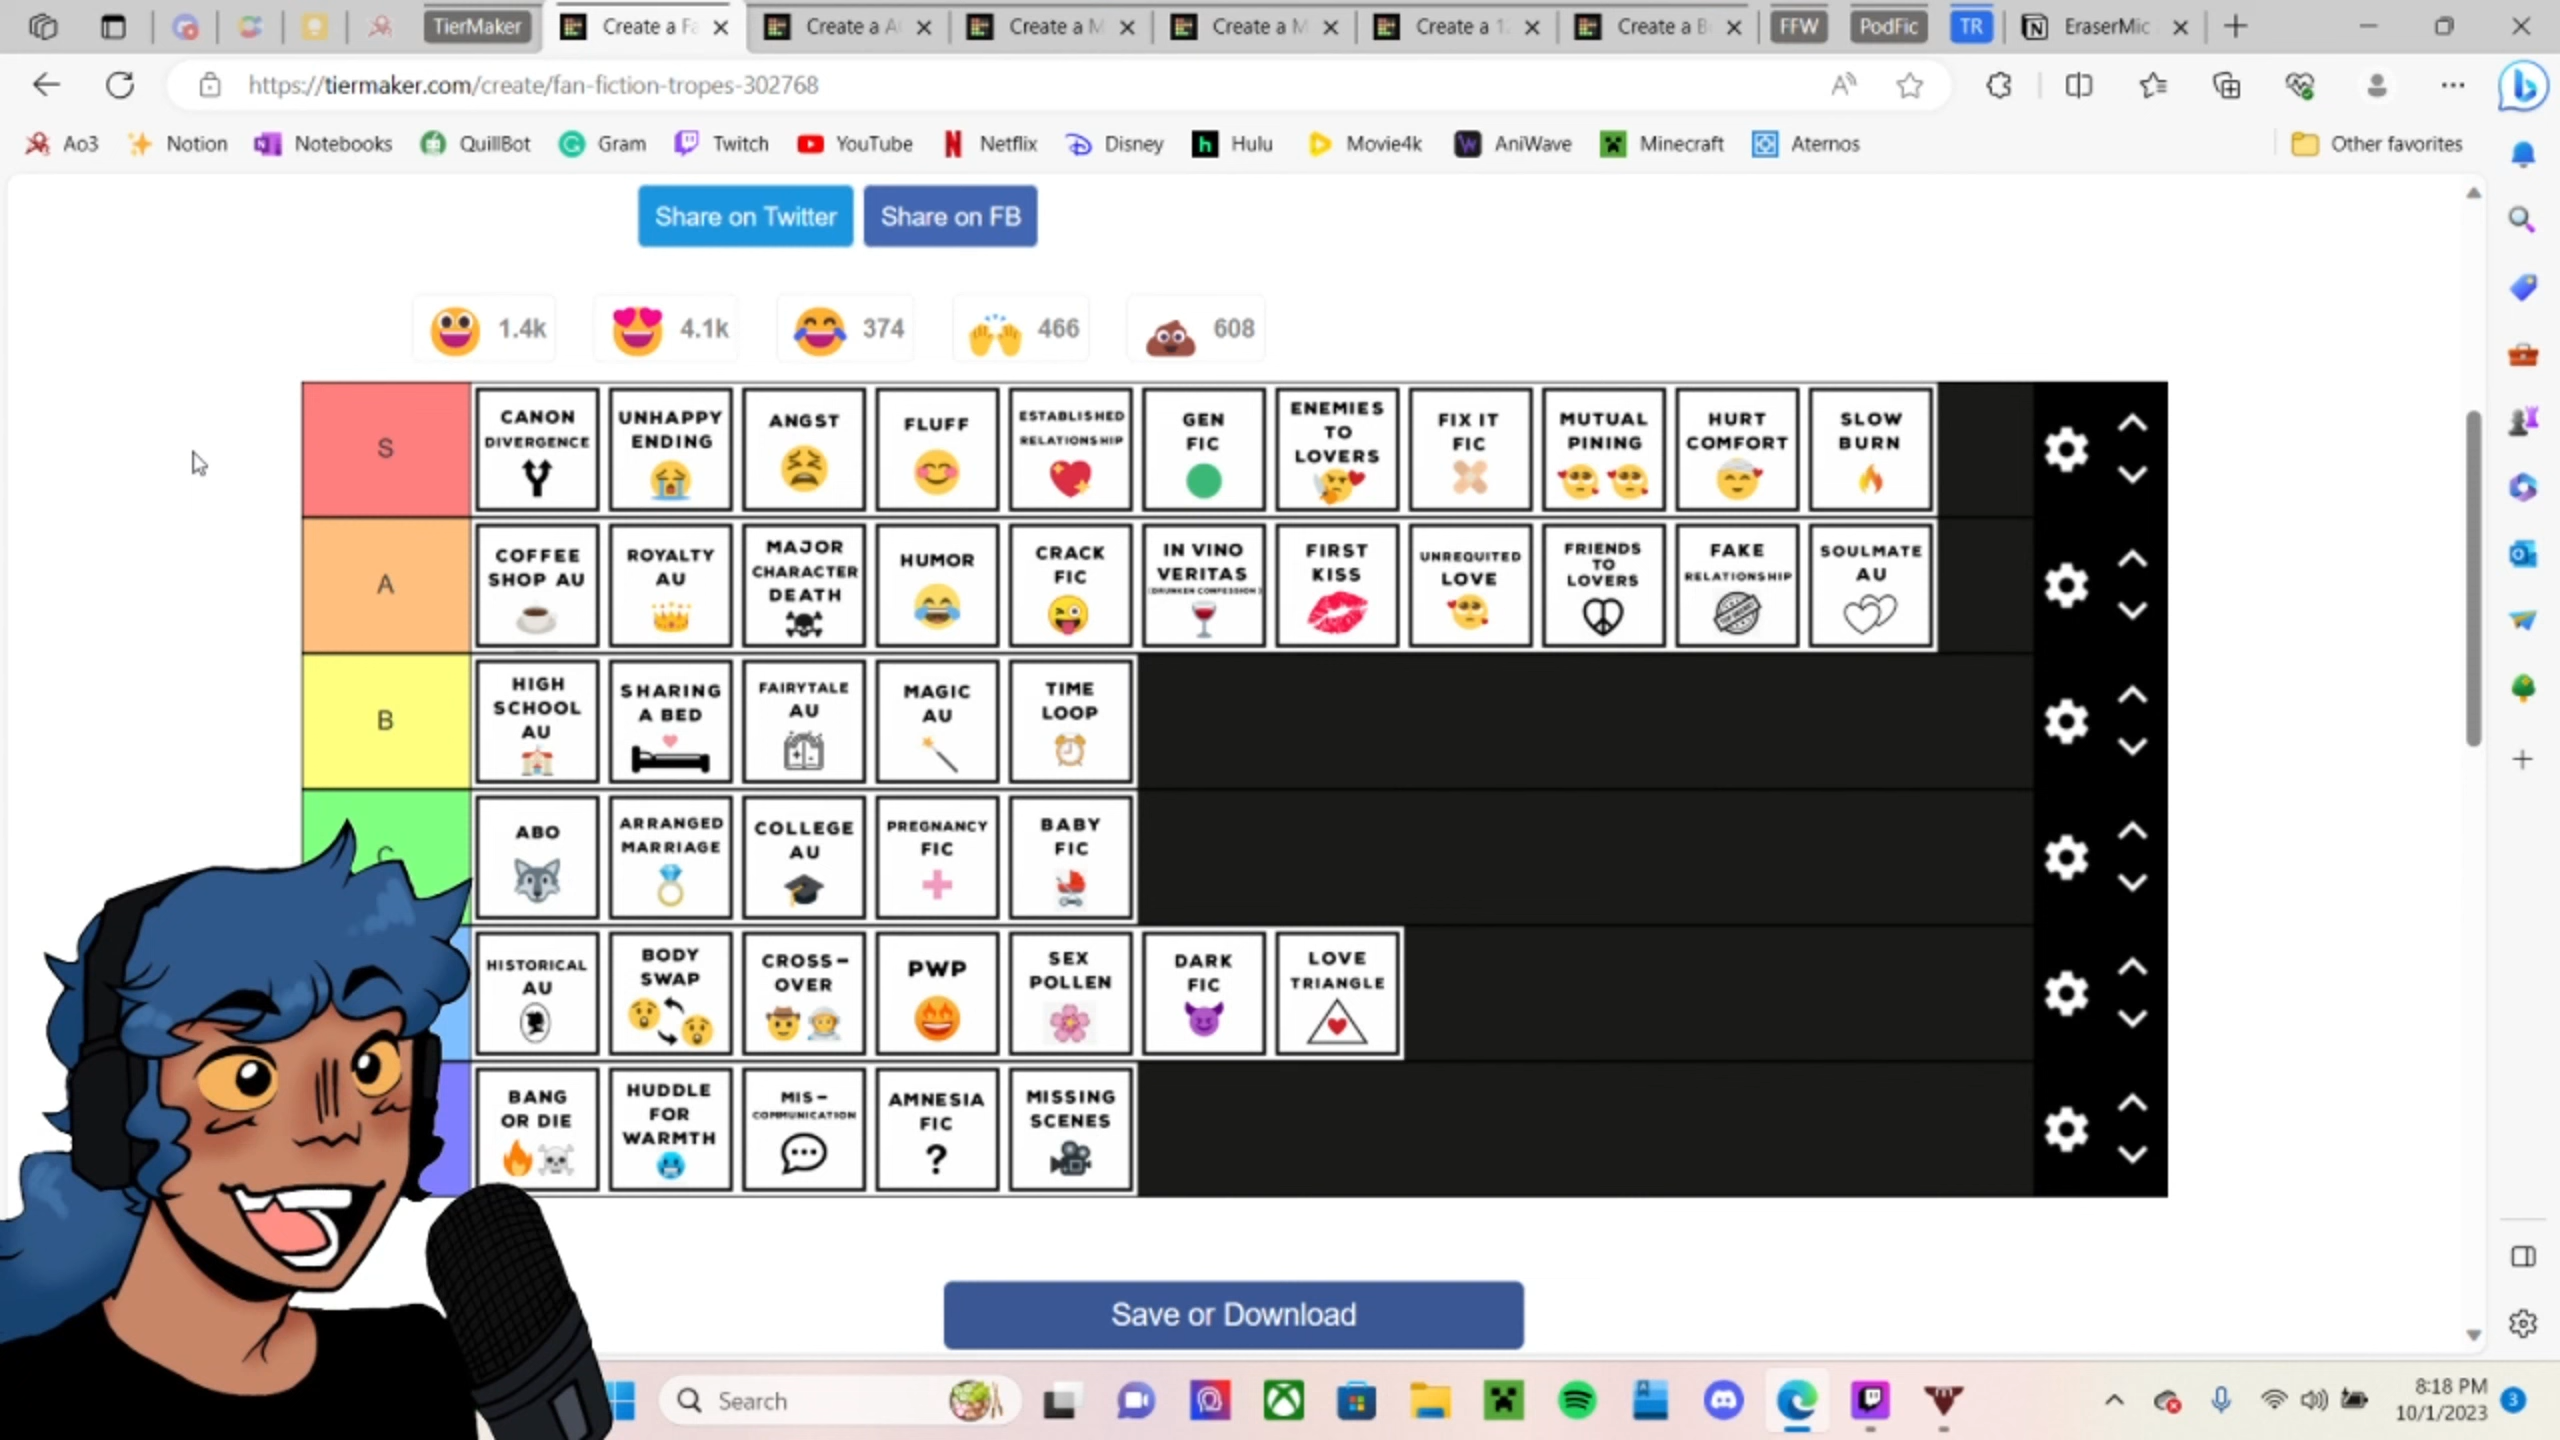 TierMaker
Create a Fa
Create a A
Create a M
Create a M
Create a 1
Create a B
FFW
PodFic
TR
EraserMic
https://tiermaker.com/create/fan-fiction-tropes-302768
Ao3
Notion
Notebooks
QuillBot
Gram
Twitch
YouTube
Netflix
Disney
Hulu
Movie4k
AniWave
Minecraft
Aternos
Other favorites
Share on Twitter
Share on FB
1.4k
4.1k
374
466
608
S
CANON
DIVERGENCE
UNHAPPY
ENDING
ANGST
FLUFF
ESTABLISHED
RELATIONSHIP
GEN
FIC
ENEMIES
TO
LOVERS
FIX IT
FIC
MUTUAL
PINING
HURT
COMFORT
SLOW
BURN
A
COFFEE
SHOP AU
ROYALTY
AU
MAJOR
CHARACTER
DEATH
HUMOR
CRACK
FIC
IN VINO
VERITAS
(DRUNKEN CONFESSION)
FIRST
KISS
UNREQUITED
LOVE
FRIENDS
TO
LOVERS
FAKE
RELATIONSHIP
SOULMATE
AU
B
HIGH
SCHOOL
AU
SHARING
A BED
FAIRYTALE
AU
MAGIC
AU
TIME
LOOP
C
ABO
ARRANGED
MARRIAGE
COLLEGE
AU
PREGNANCY
FIC
BABY
FIC
HISTORICAL
AU
BODY
SWAP
CROSS-
OVER
PWP
SEX
POLLEN
DARK
FIC
LOVE
TRIANGLE
BANG
OR DIE
HUDDLE
FOR
WARMTH
MIS-
COMMUNICATION
AMNESIA
FIC
?
MISSING
SCENES
Save or Download
Search
8:18 PM
10/1/2023
3